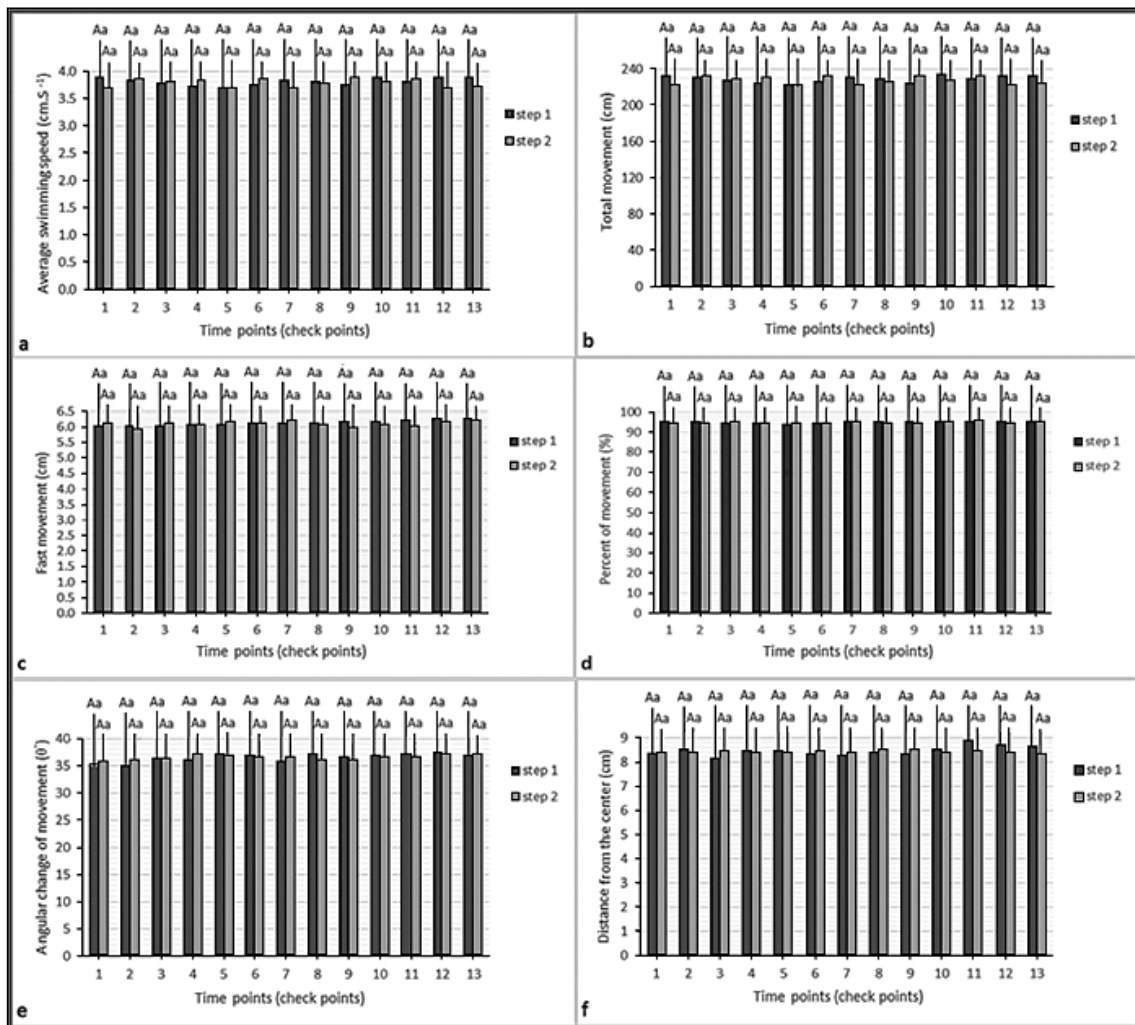 Aa Aa Aa Aa Aa Aa Aa Aa Aa Aa Aa Aa Aa
Aa Aa Aa Aa Aa Aa Aa Aa Aa Aa Aa Aa Aa
Average swimming speed (cm.S⁻¹)
4.0
3.5
3.0
2.5
2.0
1.5
1.0
0.5
0.0
1 2 3 4 5 6 7 8 9 10 11 12 13
Time points (check points)
step 1
step 2
a
Aa Aa Aa Aa Aa Aa Aa Aa Aa Aa Aa Aa Aa
Aa Aa Aa Aa Aa Aa Aa Aa Aa Aa Aa Aa Aa
Total movement (cm)
240
200
160
120
80
40
0
1 2 3 4 5 6 7 8 9 10 11 12 13
Time points (check points)
step 1
step 2
b
Aa Aa Aa Aa Aa Aa Aa Aa Aa Aa Aa Aa Aa
Aa Aa Aa Aa Aa Aa Aa Aa Aa Aa Aa Aa Aa
Fast movement (cm)
6.5
6.0
5.5
5.0
4.5
4.0
3.5
3.0
2.5
2.0
1.5
1.0
0.5
0.0
1 2 3 4 5 6 7 8 9 10 11 12 13
Time points (check points)
step 1
step 2
c
Aa Aa Aa Aa Aa Aa Aa Aa Aa Aa Aa Aa Aa
Aa Aa Aa Aa Aa Aa Aa Aa Aa Aa Aa Aa Aa
Percent of movement (%)
100
90
80
70
60
50
40
30
20
10
0
1 2 3 4 5 6 7 8 9 10 11 12 13
Time points (check points)
step 1
step 2
d
Aa Aa Aa Aa Aa Aa Aa Aa Aa Aa Aa Aa Aa
Aa Aa Aa Aa Aa Aa Aa Aa Aa Aa Aa Aa Aa
Angular change of movement (θ°)
40
35
30
25
20
15
10
5
0
1 2 3 4 5 6 7 8 9 10 11 12 13
Time points (check points)
step 1
step 2
e
Aa Aa Aa Aa Aa Aa Aa Aa Aa Aa Aa Aa Aa
Aa Aa Aa Aa Aa Aa Aa Aa Aa Aa Aa Aa Aa
Distance from the center (cm)
9
8
7
6
5
4
3
2
1
0
1 2 3 4 5 6 7 8 9 10 11 12 13
Time points (check points)
step 1
step 2
f